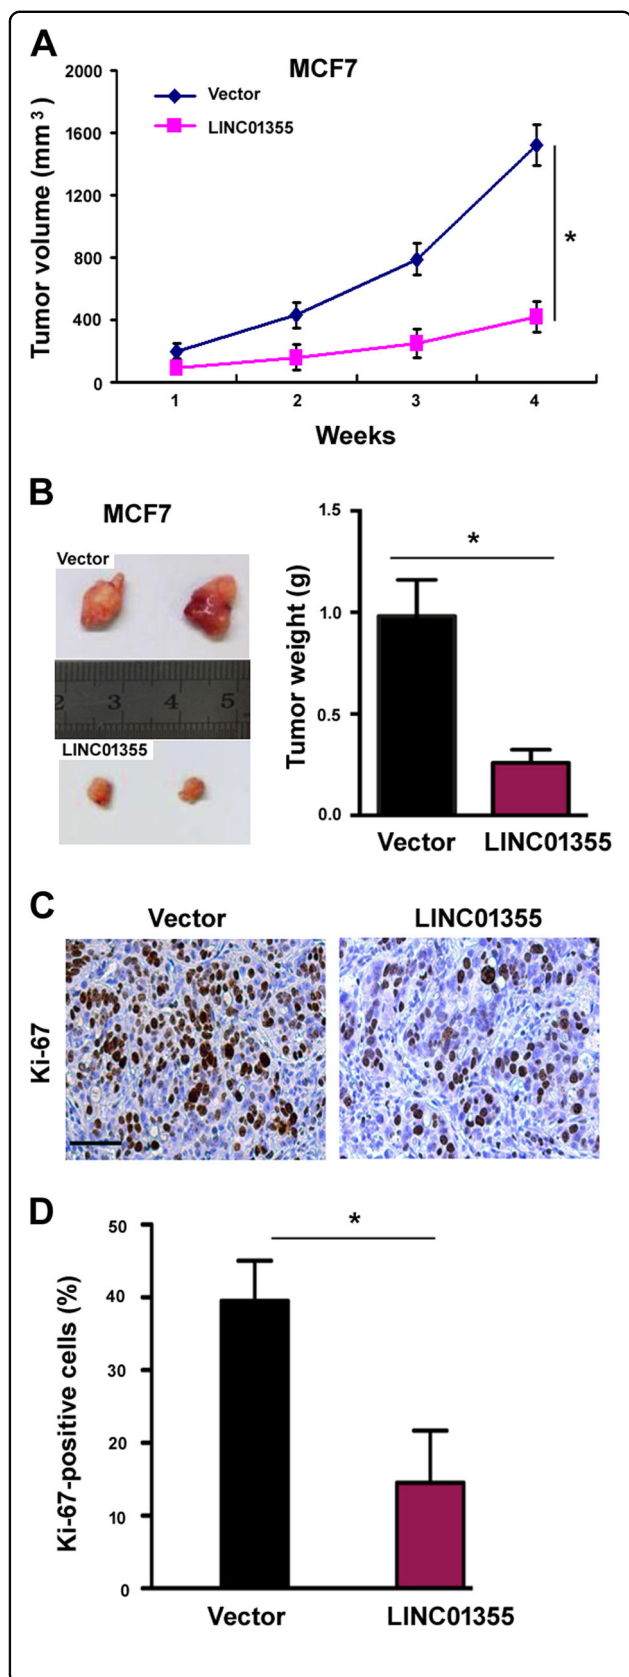 A
MCF7
Vector
LINC01355
Tumor volume (mm³)
2000
1600
1200
800
400
0
*
1 2 3 4
Weeks
B
MCF7
Vector
2 3 4 5
LINC01355
Tumor weight (g)
1.5
1.0
0.5
0.0
*
Vector LINC01355
C
Vector LINC01355
Ki-67
D
Ki-67-positive cells (%)
50
40
30
20
10
0
*
Vector LINC01355